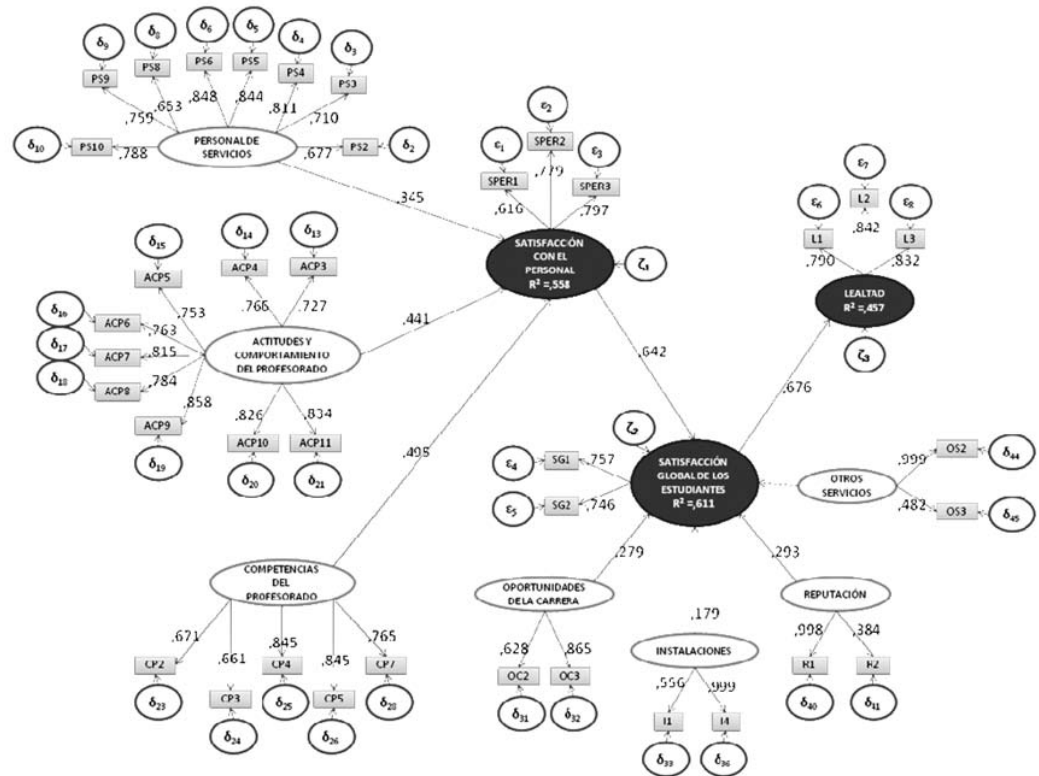 δ₉
δ₈
δ₆
δ₅
δ₄
δ₃
PS9
PS8
PS6
PS5
PS4
PS3
,759
,653
,848
,844
,811
,710
δ₁₀
PS10
,788
PERSONAL DE
SERVICIOS
,677
PS2
δ₂
,345
ε₁
ε₂
ε₃
SPER1
SPER2
SPER3
,616
,779
,797
SATISFACCIÓN
CON EL
PERSONAL
R² =,558
ζ₁
ε₆
ε₇
ε₈
L1
L2
L3
,790
,842
,832
LEALTAD
R² =,457
ζ₃
δ₁₅
δ₁₄
δ₁₃
ACP5
ACP4
ACP3
,753
,766
,727
δ₁₆
ACP6
,763
δ₁₇
ACP7
,815
δ₁₈
ACP8
,784
ACTITUDES Y
COMPORTAMIENTO
DEL PROFESORADO
,441
ACP9
,858
δ₁₉
,826
,834
ACP10
ACP11
δ₂₀
δ₂₁
,642
,676
,495
ζ₂
ε₄
SG1
,757
ε₅
SG2
,746
SATISFACCIÓN
GLOBAL DE LOS
ESTUDIANTES
R² =,611
OTROS
SERVICIOS
,999
OS2
δ₄₄
,482
OS3
δ₄₅
,279
,293
COMPETENCIAS
DEL
PROFESORADO
,671
,661
,845
,845
,765
CP2
CP3
CP4
CP5
CP7
δ₂₃
δ₂₄
δ₂₅
δ₂₆
δ₂₈
OPORTUNIDADES
DE LA CARRERA
,628
,865
OC2
OC3
δ₃₁
δ₃₂
,179
INSTALACIONES
,556
,999
I1
I4
δ₃₃
δ₃₆
REPUTACIÓN
,998
,384
R1
R2
δ₄₀
δ₄₁